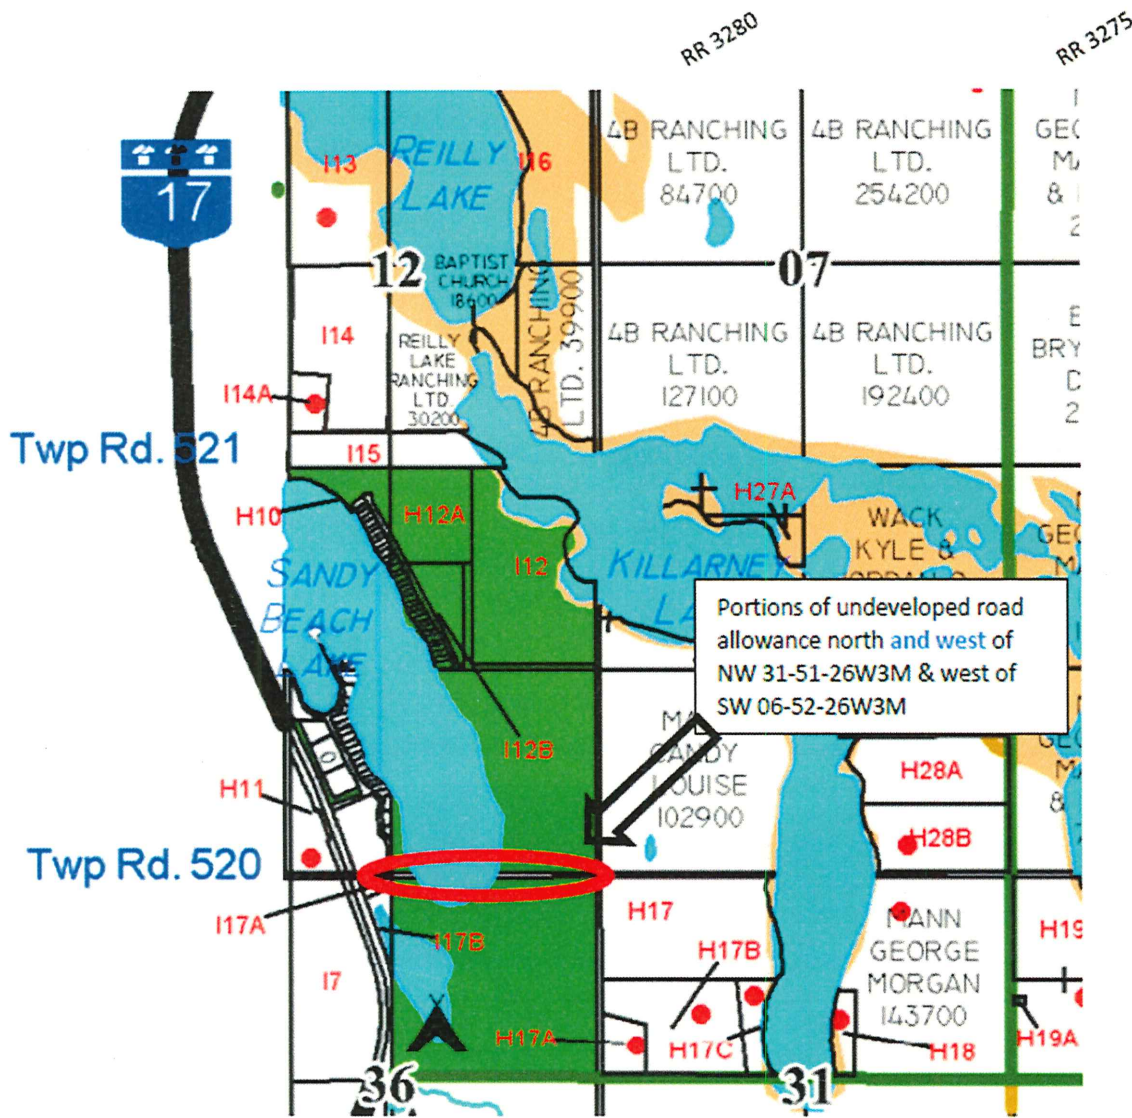 RR 3280
RR 3275
17
REILLY
LAKE
I13
I16
4B RANCHING
LTD.
84700
4B RANCHING
LTD.
254200
12
07
BAPTIST
CHURCH
18600
4B RANCHING
LTD. 39900
I14
REILLY
LAKE
RANCHING
LTD.
30200
4B RANCHING
LTD.
127100
4B RANCHING
LTD.
192400
I14A
Twp Rd. 521
I15
H10
H12A
H27A
WACK
KYLE &
I12
KILLARNEY
SANDY
BEACH
LAKE
Portions of undeveloped road
allowance north and west of
NW 31-51-26W3M & west of
SW 06-52-26W3M
I12B
CANDY
LOUISE
102900
H28A
H11
H28B
Twp Rd. 520
I17A
I17B
H17
H17B
MANN
GEORGE
MORGAN
143700
H19
I7
H17A
H17C
H18
H19A
36
31